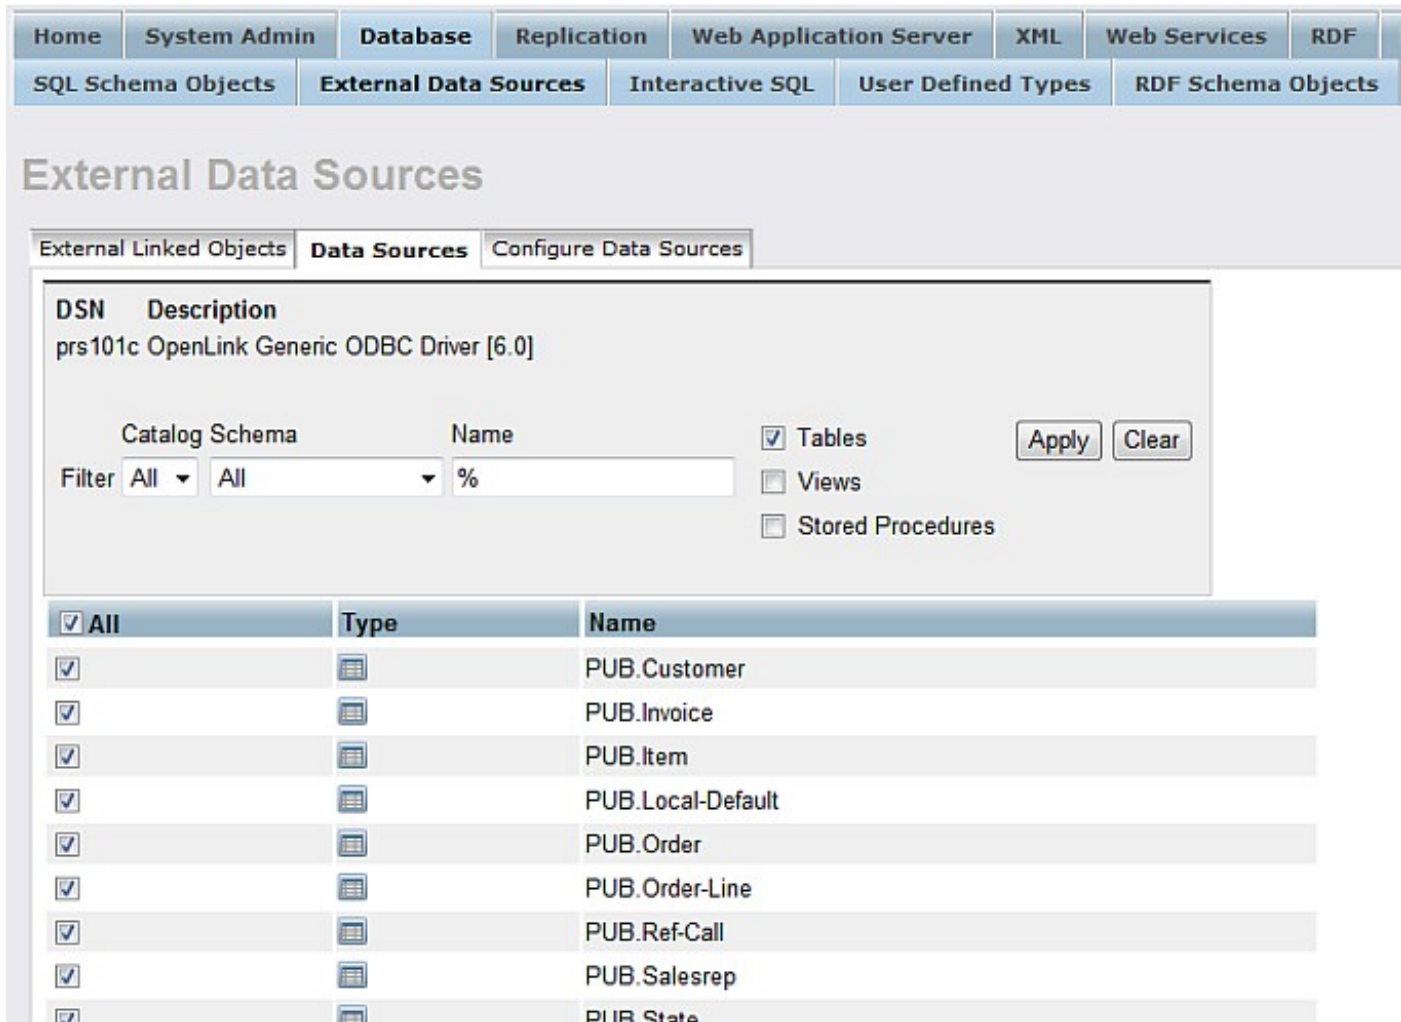 Home System Admin Database Replication Web Application Server XML Web Services RDF
SQL Schema Objects External Data Sources Interactive SQL User Defined Types RDF Schema Objects
External Data Sources
External Linked Objects Data Sources Configure Data Sources
DSN Description
prs101c OpenLink Generic ODBC Driver [6.0]
Catalog Schema Name Tables Apply Clear
Filter All All % Views
Stored Procedures
All Type Name
PUB.Customer
PUB.Invoice
PUB.Item
PUB.Local-Default
PUB.Order
PUB.Order-Line
PUB.Ref-Call
PUB.Salesrep
PUB.State